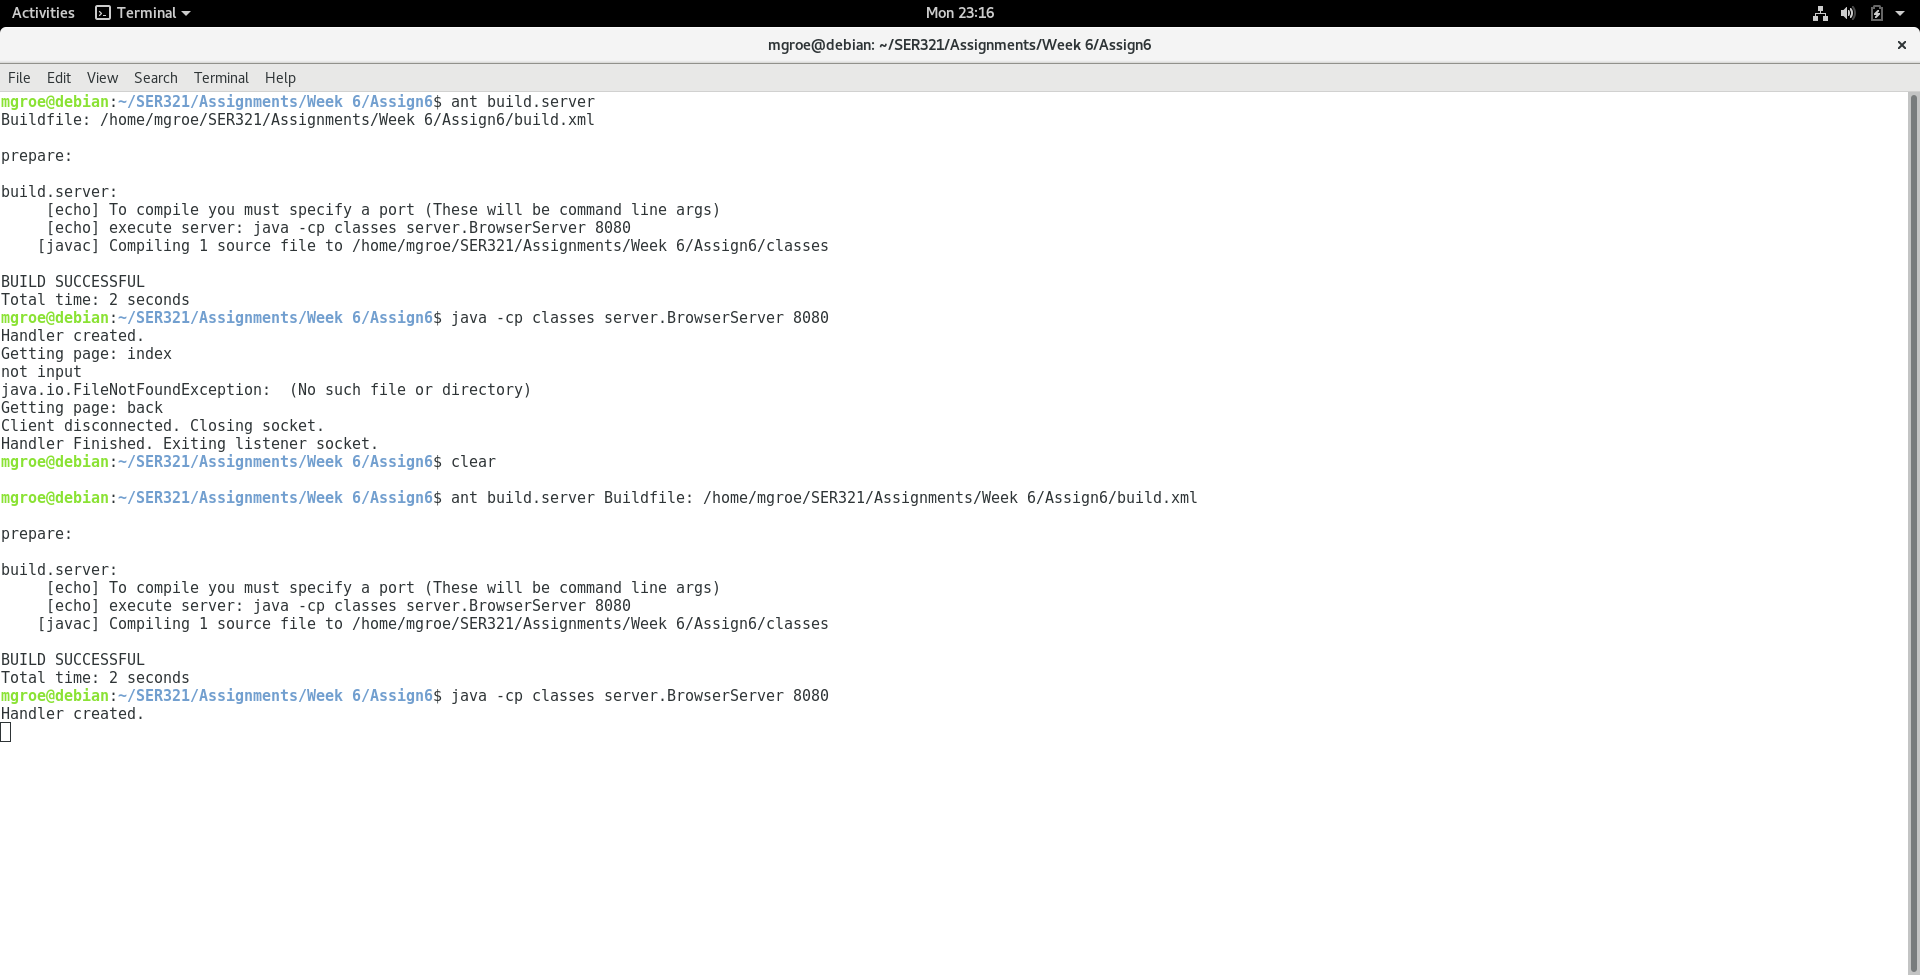 Activities Terminal Mon 23:16
mgroe@debian: ~/SER321/Assignments/Week 6/Assign6 ×
File Edit View Search Terminal Help
mgroe@debian:~/SER321/Assignments/Week 6/Assign6$ ant build.server
Buildfile: /home/mgroe/SER321/Assignments/Week 6/Assign6/build.xml
prepare:
build.server:
[echo] To compile you must specify a port (These will be command line args)
[echo] execute server: java -cp classes server.BrowserServer 8080
[javac] Compiling 1 source file to /home/mgroe/SER321/Assignments/Week 6/Assign6/classes
BUILD SUCCESSFUL
Total time: 2 seconds
mgroe@debian:~/SER321/Assignments/Week 6/Assign6$ java -cp classes server.BrowserServer 8080
Handler created.
Getting page: index
not input
java.io.FileNotFoundException:  (No such file or directory)
Getting page: back
Client disconnected. Closing socket.
Handler Finished. Exiting listener socket.
mgroe@debian:~/SER321/Assignments/Week 6/Assign6$ clear
mgroe@debian:~/SER321/Assignments/Week 6/Assign6$ ant build.server Buildfile: /home/mgroe/SER321/Assignments/Week 6/Assign6/build.xml
prepare:
build.server:
[echo] To compile you must specify a port (These will be command line args)
[echo] execute server: java -cp classes server.BrowserServer 8080
[javac] Compiling 1 source file to /home/mgroe/SER321/Assignments/Week 6/Assign6/classes
BUILD SUCCESSFUL
Total time: 2 seconds
mgroe@debian:~/SER321/Assignments/Week 6/Assign6$ java -cp classes server.BrowserServer 8080
Handler created.